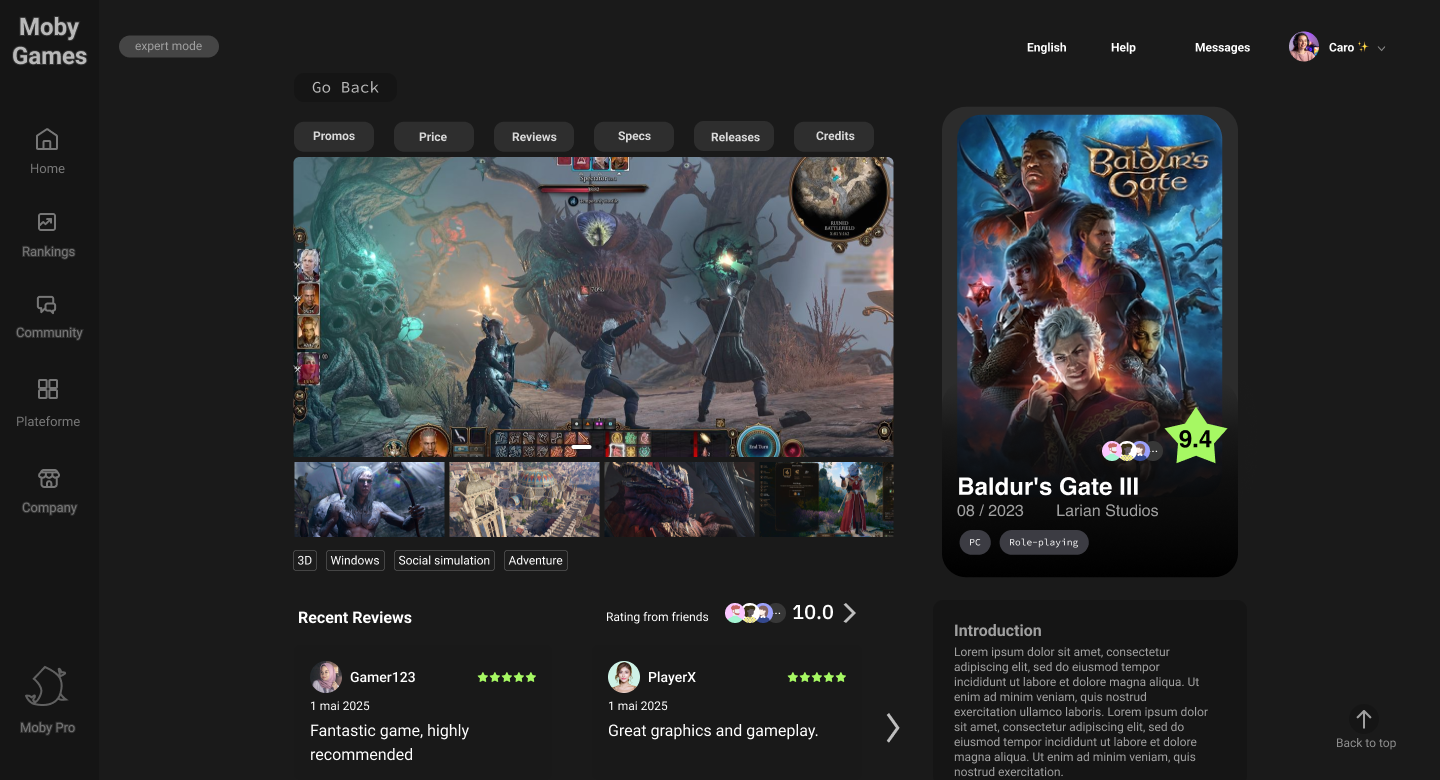 Moby
Games
expert mode
English
Help
Messages
Caro ✨
Go Back
Home
Rankings
Community
Plateforme
Company
Moby Pro
Promos
Price
Reviews
Specs
Releases
Credits
RUINED
BATTLEFIELD
End Turn
3D
Windows
Social simulation
Adventure
Baldur's
Gate
9.4
Baldur's Gate III
08 / 2023
Larian Studios
PC
Role-playing
Recent Reviews
Rating from friends
10.0
Gamer123
1 mai 2025
Fantastic game, highly
recommended
PlayerX
1 mai 2025
Great graphics and gameplay.
Introduction
Lorem ipsum dolor sit amet, consectetur
adipiscing elit, sed do eiusmod tempor
incididunt ut labore et dolore magna aliqua. Ut
enim ad minim veniam, quis nostrud
exercitation ullamco laboris. Lorem ipsum dolor
sit amet, consectetur adipiscing elit, sed do
eiusmod tempor incididunt ut labore et dolore
magna aliqua. Ut enim ad minim veniam, quis
nostrud exercitation.
Back to top